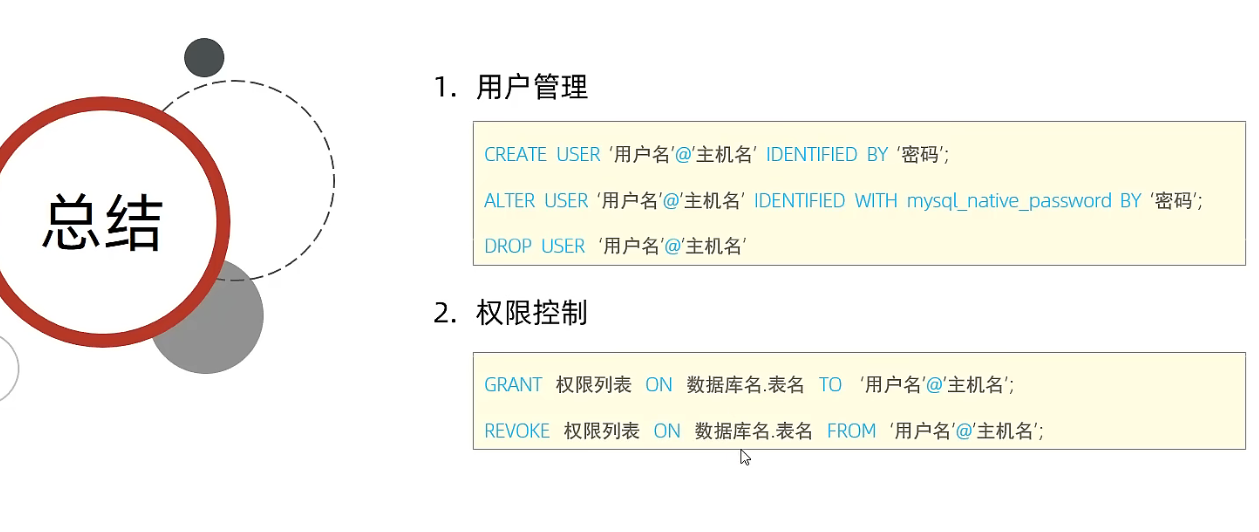 总结
1. 用户管理
CREATE USER '用户名'@'主机名' IDENTIFIED BY '密码';
ALTER USER '用户名'@'主机名' IDENTIFIED WITH mysql_native_password BY '密码';
DROP USER '用户名'@'主机名'
2. 权限控制
GRANT 权限列表 ON 数据库名.表名 TO '用户名'@'主机名';
REVOKE 权限列表 ON 数据库名.表名 FROM '用户名'@'主机名';